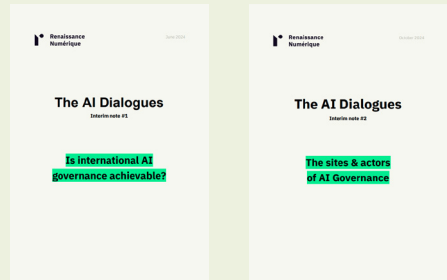 Renaissance
Numérique
The AI Dialogues
Interim note #1
Is international AI
governance achievable?
Renaissance
Numérique
The AI Dialogues
Interim note #2
The sites & actors
of AI Governance